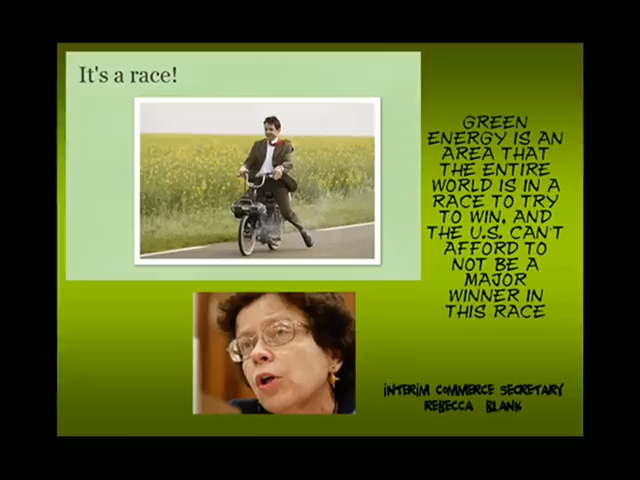 It's a race!
GREEN
ENERGY IS AN
AREA THAT
THE ENTIRE
WORLD IS IN A
RACE TO TRY
TO WIN, AND
THE U.S. CAN'T
AFFORD TO
NOT BE A
MAJOR
WINNER IN
THIS RACE
INTERIM COMMERCE SECRETARY
REBECCA BLANK